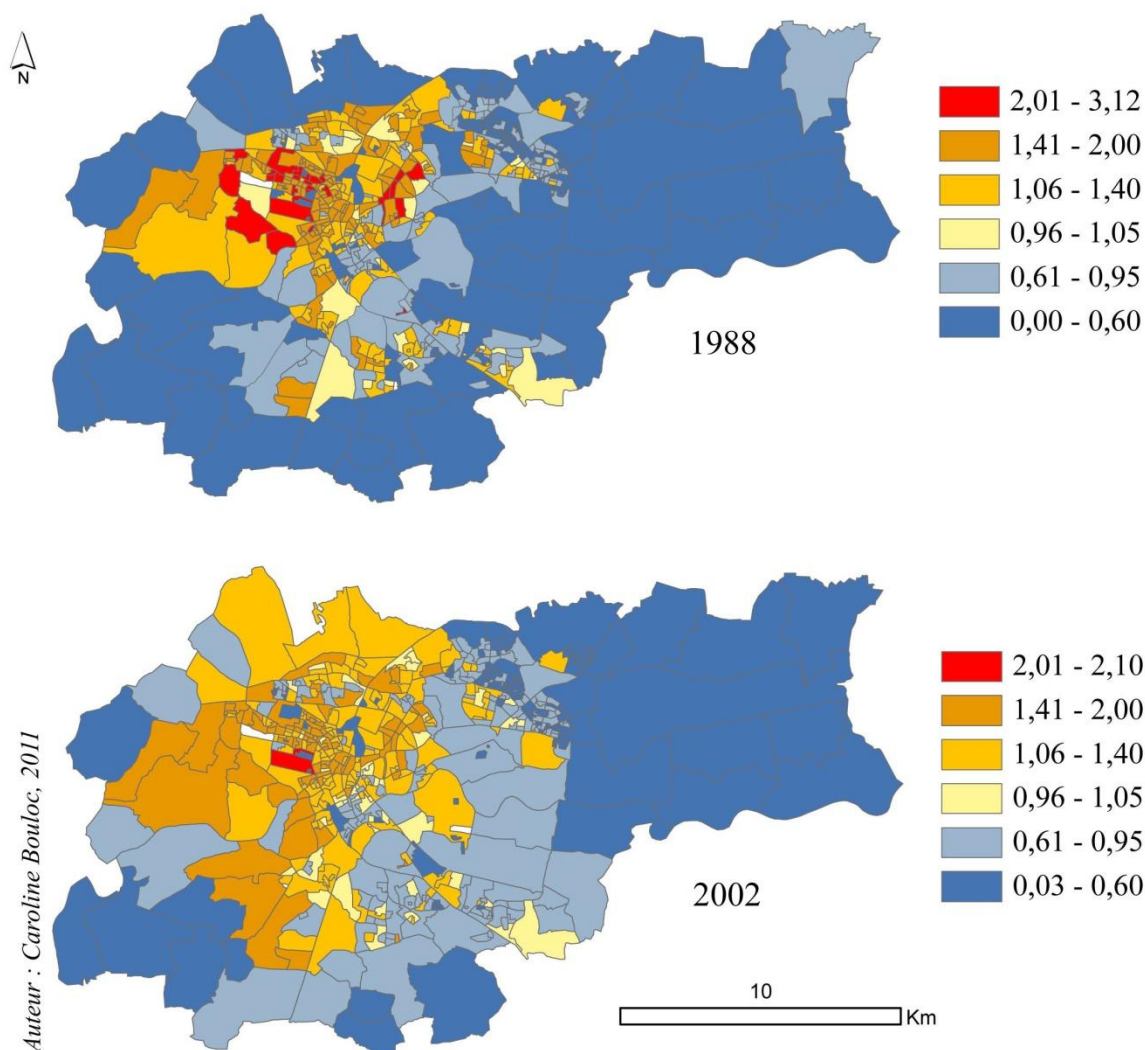 N
2,01 - 3,12
1,41 - 2,00
1,06 - 1,40
0,96 - 1,05
0,61 - 0,95
0,00 - 0,60
1988
2,01 - 2,10
1,41 - 2,00
1,06 - 1,40
0,96 - 1,05
0,61 - 0,95
0,03 - 0,60
2002
10
Km
Auteur : Caroline Bouloc, 2011